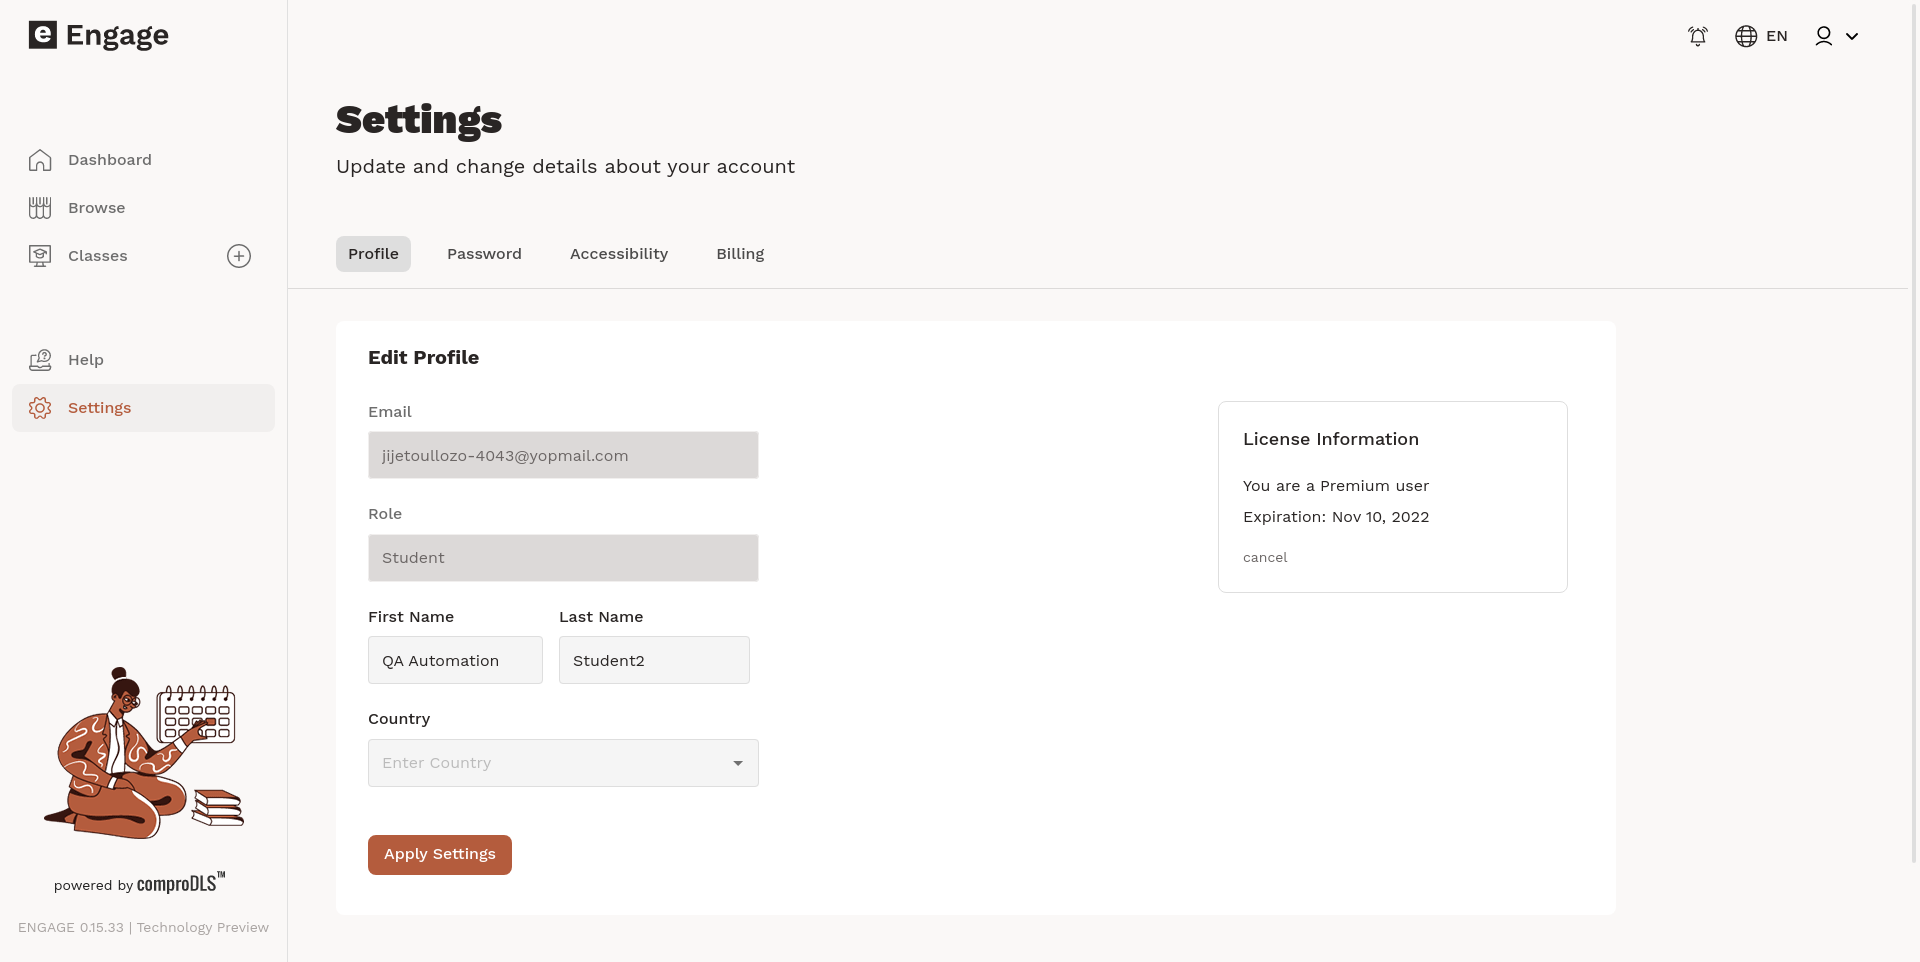 e Engage
EN
Dashboard
Browse
Classes
Help
Settings
powered by comproDLS™
ENGAGE 0.15.33 | Technology Preview
Settings
Update and change details about your account
Profile Password Accessibility Billing
Edit Profile
Email
jijetoullozo-4043@yopmail.com
Role
Student
First Name Last Name
QA Automation Student2
Country
Enter Country
Apply Settings
License Information
You are a Premium user
Expiration: Nov 10, 2022
cancel